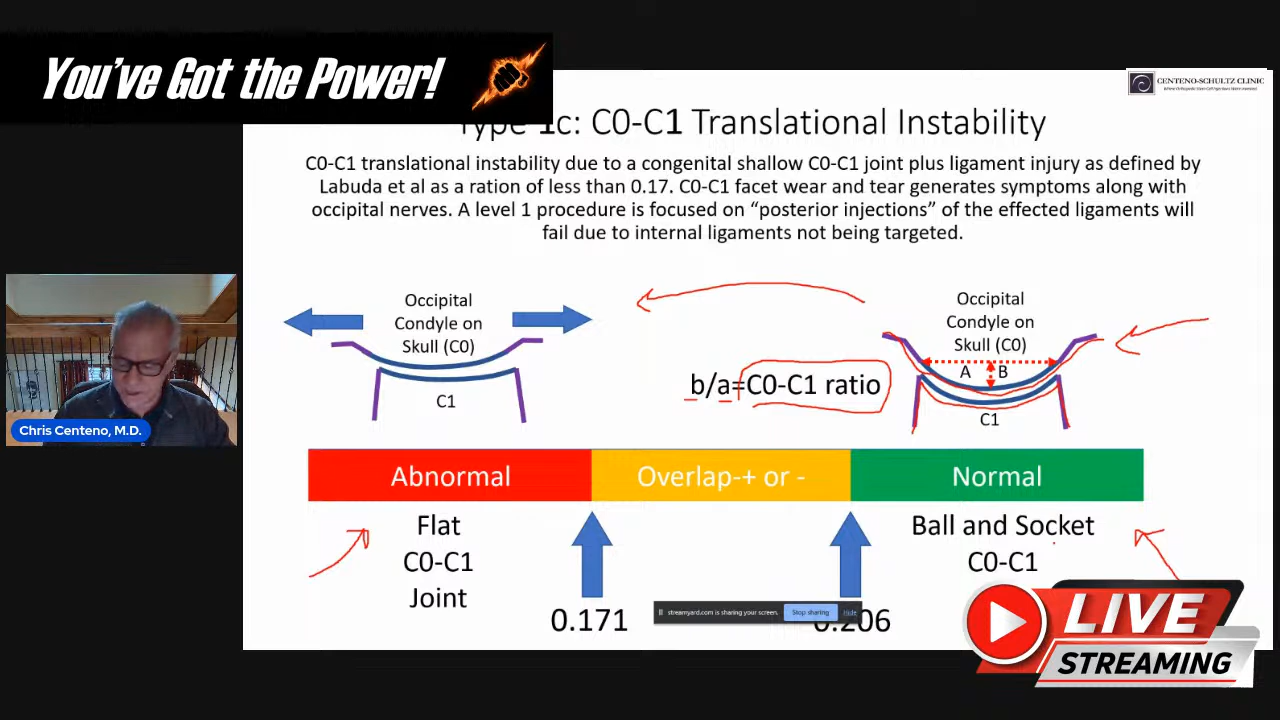 You've Got the Power!
CENTENO-SCHULTZ CLINIC
Type 1c: C0-C1 Translational Instability
C0-C1 translational instability due to a congenital shallow C0-C1 joint plus ligament injury as defined by
Labuda et al as a ration of less than 0.17. C0-C1 facet wear and tear generates symptoms along with
occipital nerves. A level 1 procedure is focused on “posterior injections” of the effected ligaments will
fail due to internal ligaments not being targeted.
Occipital
Condyle on
Skull (C0)
C1
b/a=C0-C1 ratio
Occipital
Condyle on
Skull (C0)
A
B
C1
Chris Centeno, M.D.
Abnormal
Overlap-+ or -
Normal
Flat
C0-C1
Joint
Ball and Socket
C0-C1
0.171
0.206
streamyard.com is sharing your screen.
Stop sharing
Hide
LIVE
STREAMING